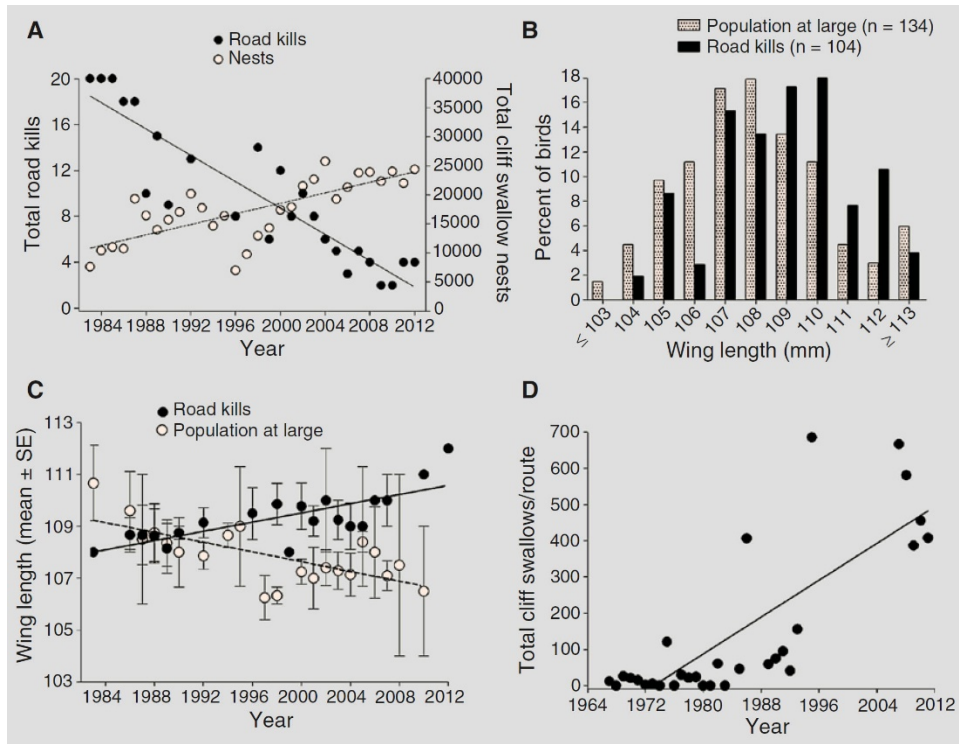 A
Road kills
Nests
20
16
12
8
4
0
Total road kills
40000
35000
30000
25000
20000
15000
10000
5000
0
Total cliff swallow nests
1984 1988 1992 1996 2000 2004 2008 2012
Year
B
Population at large (n = 134)
Road kills (n = 104)
18
16
14
12
10
8
6
4
2
0
Percent of birds
≤ 103 104 105 106 107 108 109 110 111 112 ≥ 113
Wing length (mm)
C
Road kills
Population at large
113
111
109
107
105
103
Wing length (mean ± SE)
1984 1988 1992 1996 2000 2004 2008 2012
Year
D
700
600
500
400
300
200
100
0
Total cliff swallows/route
1964 1972 1980 1988 1996 2004 2012
Year